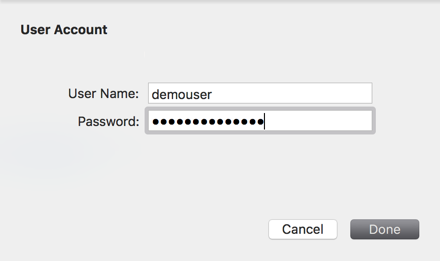 User Account
User Name: demouser
Password: ••••••••••••••
Cancel Done